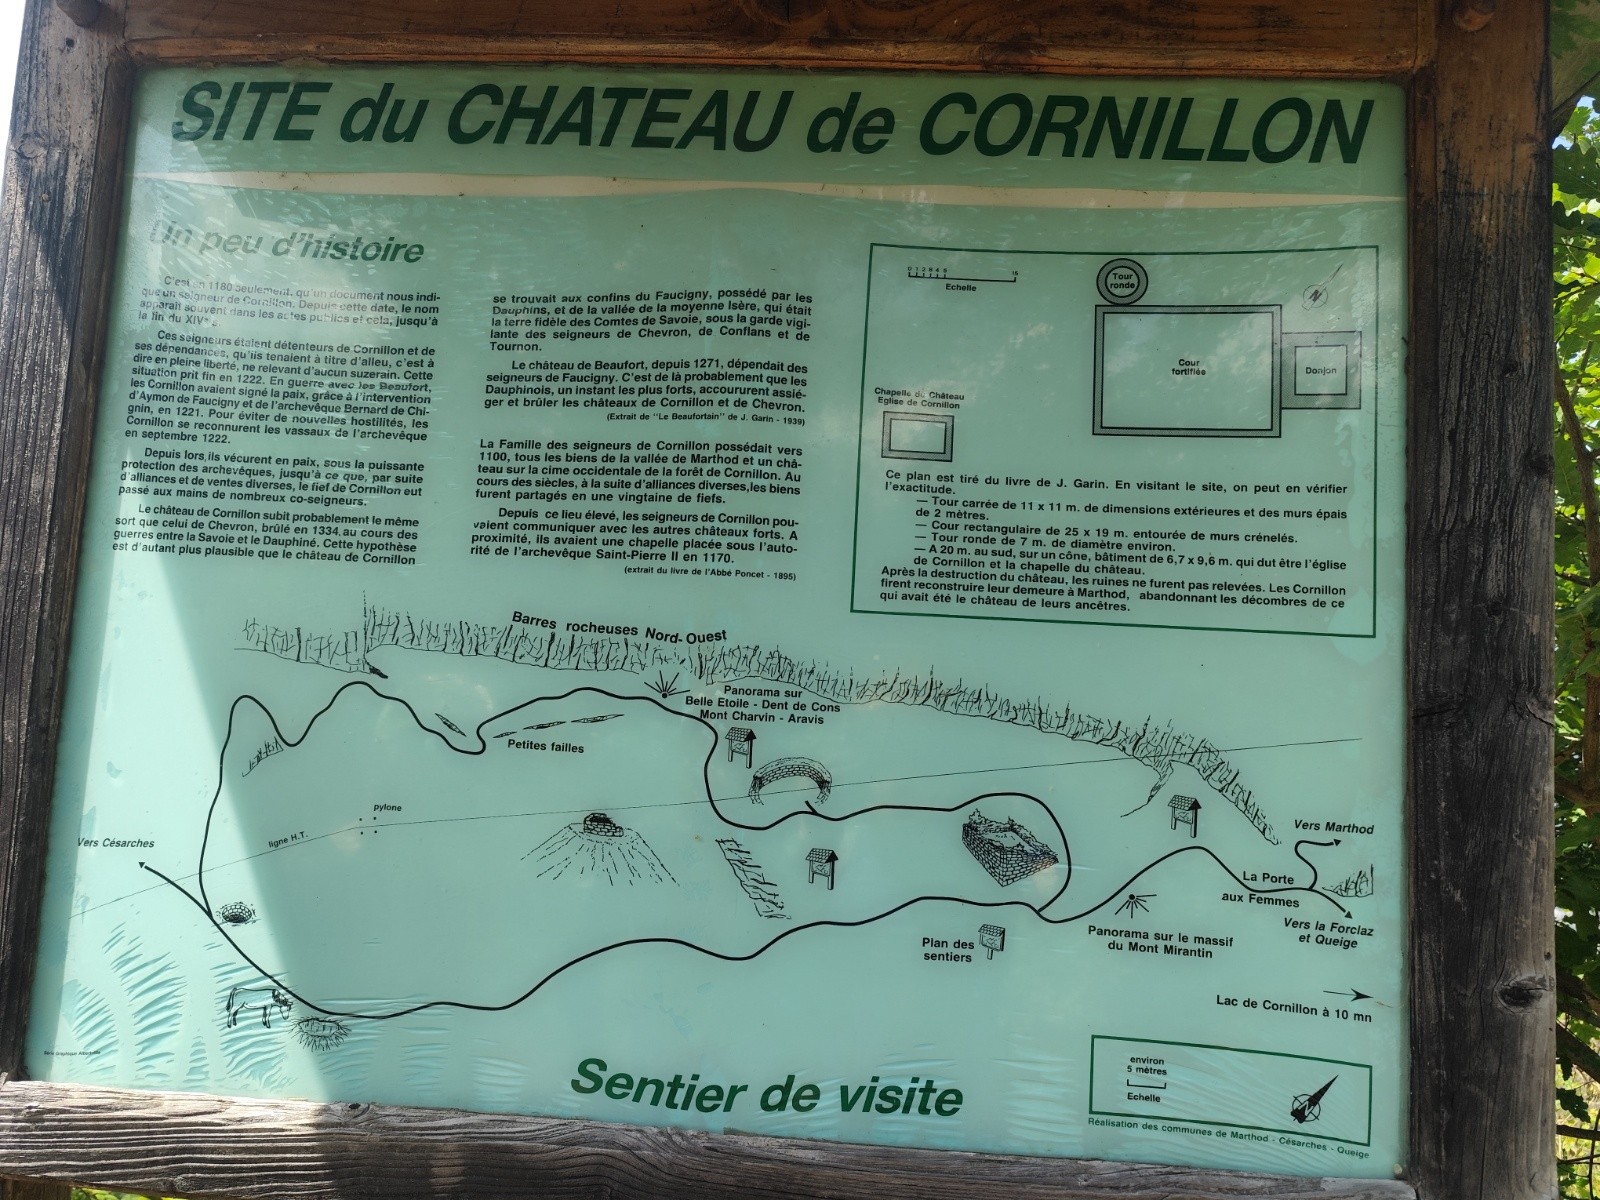 SITE du CHATEAU de CORNILLON
Un peu d'histoire
C'est en 1180 seulement, qu'un document nous indi-
que un seigneur de Cornillon. Depuis cette date, le nom
apparaît souvent dans les actes publics et cela, jusqu'à
la fin du XIVe s.
Ces seigneurs étaient détenteurs de Cornillon et de
ses dépendances, qu'ils tenaient à titre d'alleu, c'est à
dire en pleine liberté, ne relevant d'aucun suzerain. Cette
situation prit fin en 1222. En guerre avec les Beaufort,
les Cornillon avaient signé la paix, grâce à l'intervention
d'Aymon de Faucigny et de l'archevêque Bernard de Chi-
gnin, en 1221. Pour éviter de nouvelles hostilités, les
Cornillon se reconnurent les vassaux de l'archevêque
en septembre 1222.
Depuis lors, ils vécurent en paix, sous la puissante
protection des archevêques, jusqu'à ce que, par suite
d'alliances et de ventes diverses, le fief de Cornillon eut
passé aux mains de nombreux co-seigneurs.
Le château de Cornillon subit probablement le même
sort que celui de Chevron, brûlé en 1334 au cours des
guerres entre la Savoie et le Dauphiné. Cette hypothèse
est d'autant plus plausible que le château de Cornillon
se trouvait aux confins du Faucigny, possédé par les
Dauphins, et de la vallée de la moyenne Isère, qui était
la terre fidèle des Comtes de Savoie, sous la garde vigi-
lante des seigneurs de Chevron, de Conflans et de
Tournon.
Le château de Beaufort, depuis 1271, dépendait des
seigneurs de Faucigny. C'est de là probablement que les
Dauphinois, un instant les plus forts, accoururent assié-
ger et brûler les châteaux de Cornillon et de Chevron.
(Extrait de "Le Beaufortain" de J. Garin - 1939)
La Famille des seigneurs de Cornillon possédait vers
1100, tous les biens de la vallée de Marthod et un châ-
teau sur la cime occidentale de la forêt de Cornillon. Au
cours des siècles, à la suite d'alliances diverses, les biens
furent partagés en une vingtaine de fiefs.
Depuis ce lieu élevé, les seigneurs de Cornillon pou-
vaient communiquer avec les autres châteaux forts. A
proximité, ils avaient une chapelle placée sous l'auto-
rité de l'archevêque Saint-Pierre II en 1170.
(extrait du livre de l'Abbé Poncet - 1895)
Echelle
Tour
ronde
N
Cour
fortifiée
Donjon
Chapelle du Château
Eglise de Cornillon
Ce plan est tiré du livre de J. Garin. En visitant le site, on peut en vérifier
l'exactitude.
— Tour carrée de 11 x 11 m. de dimensions extérieures et des murs épais
de 2 mètres.
— Cour rectangulaire de 25 x 19 m. entourée de murs crénelés.
— Tour ronde de 7 m. de diamètre environ.
— A 20 m. au sud, sur un cône, bâtiment de 6,7 x 9,6 m. qui dut être l'église
de Cornillon et la chapelle du château.
Après la destruction du château, les ruines ne furent pas relevées. Les Cornillon
firent reconstruire leur demeure à Marthod, abandonnant les décombres de ce
qui avait été le château de leurs ancêtres.
Barres rocheuses Nord-Ouest
Panorama sur
Belle Etoile - Dent de Cons
Mont Charvin - Aravis
Petites failles
pylone
ligne H.T.
Vers Césarches
Vers Marthod
La Porte
aux Femmes
Vers la Forclaz
et Queige
Panorama sur le massif
du Mont Mirantin
Plan des
sentiers
Lac de Cornillon à 10 mn
Sentier de visite
environ
5 mètres
Echelle
N
Réalisation des communes de Marthod - Césarches - Queige